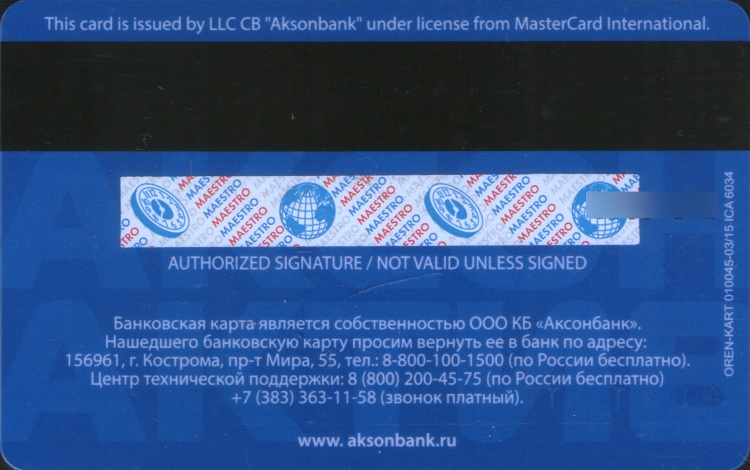 This card is issued by LLC CB "Aksonbank" under license from MasterCard International.
MAESTRO MAESTRO MAESTRO MAESTRO
AUTHORIZED SIGNATURE / NOT VALID UNLESS SIGNED
Банковская карта является собственностью ООО КБ «Аксонбанк».
Нашедшего банковскую карту просим вернуть ее в банк по адресу:
156961, г. Кострома, пр-т Мира, 55, тел.: 8-800-100-1500 (по России бесплатно).
Центр технической поддержки: 8 (800) 200-45-75 (по России бесплатно)
+7 (383) 363-11-58 (звонок платный).
www. aksonbank.ru
OREN-KART 010045-03/15 ICA 6034